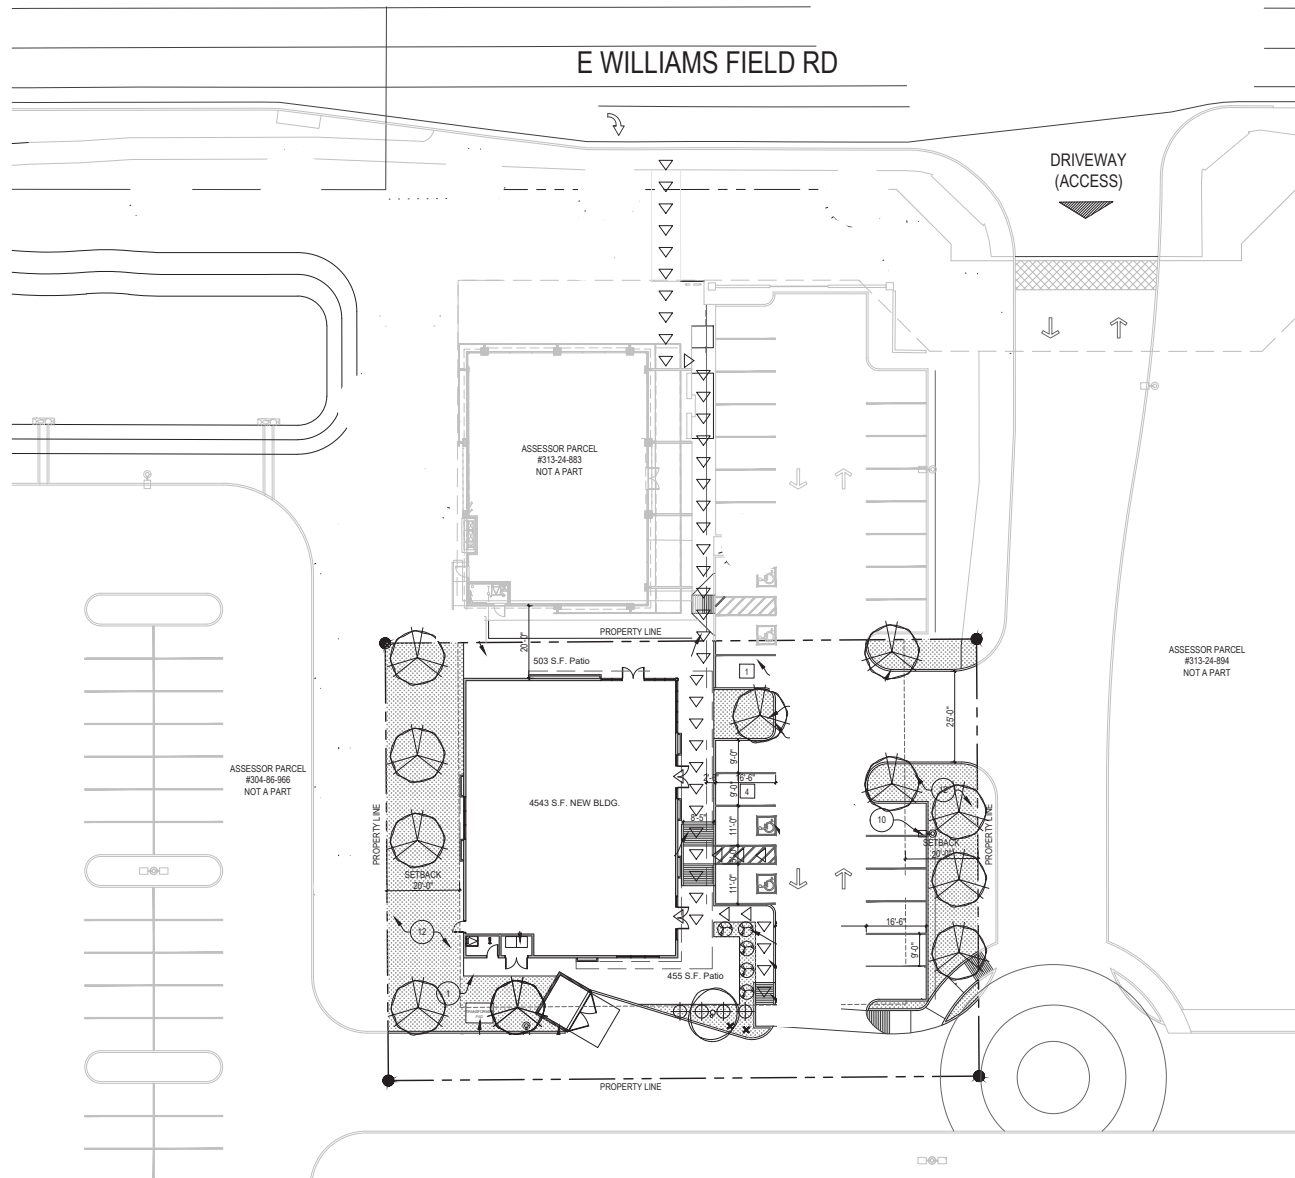 E WILLIAMS FIELD RD
DRIVEWAY
(ACCESS)
ASSESSOR PARCEL
#313-24-883
NOT A PART
PROPERTY LINE
20'-0"
503 S.F. Patio
1
ASSESSOR PARCEL
#313-24-894
NOT A PART
25'-0"
ASSESSOR PARCEL
#304-86-966
NOT A PART
9'-0"
9'-0"
4
4543 S.F. NEW BLDG.
PROPERTY LINE
11'-0"
10
SETBACK
20'-0"
PROPERTY LINE
SETBACK
20'-0"
11'-0"
12
16'-6"
9'-0"
455 S.F. Patio
PROPERTY LINE